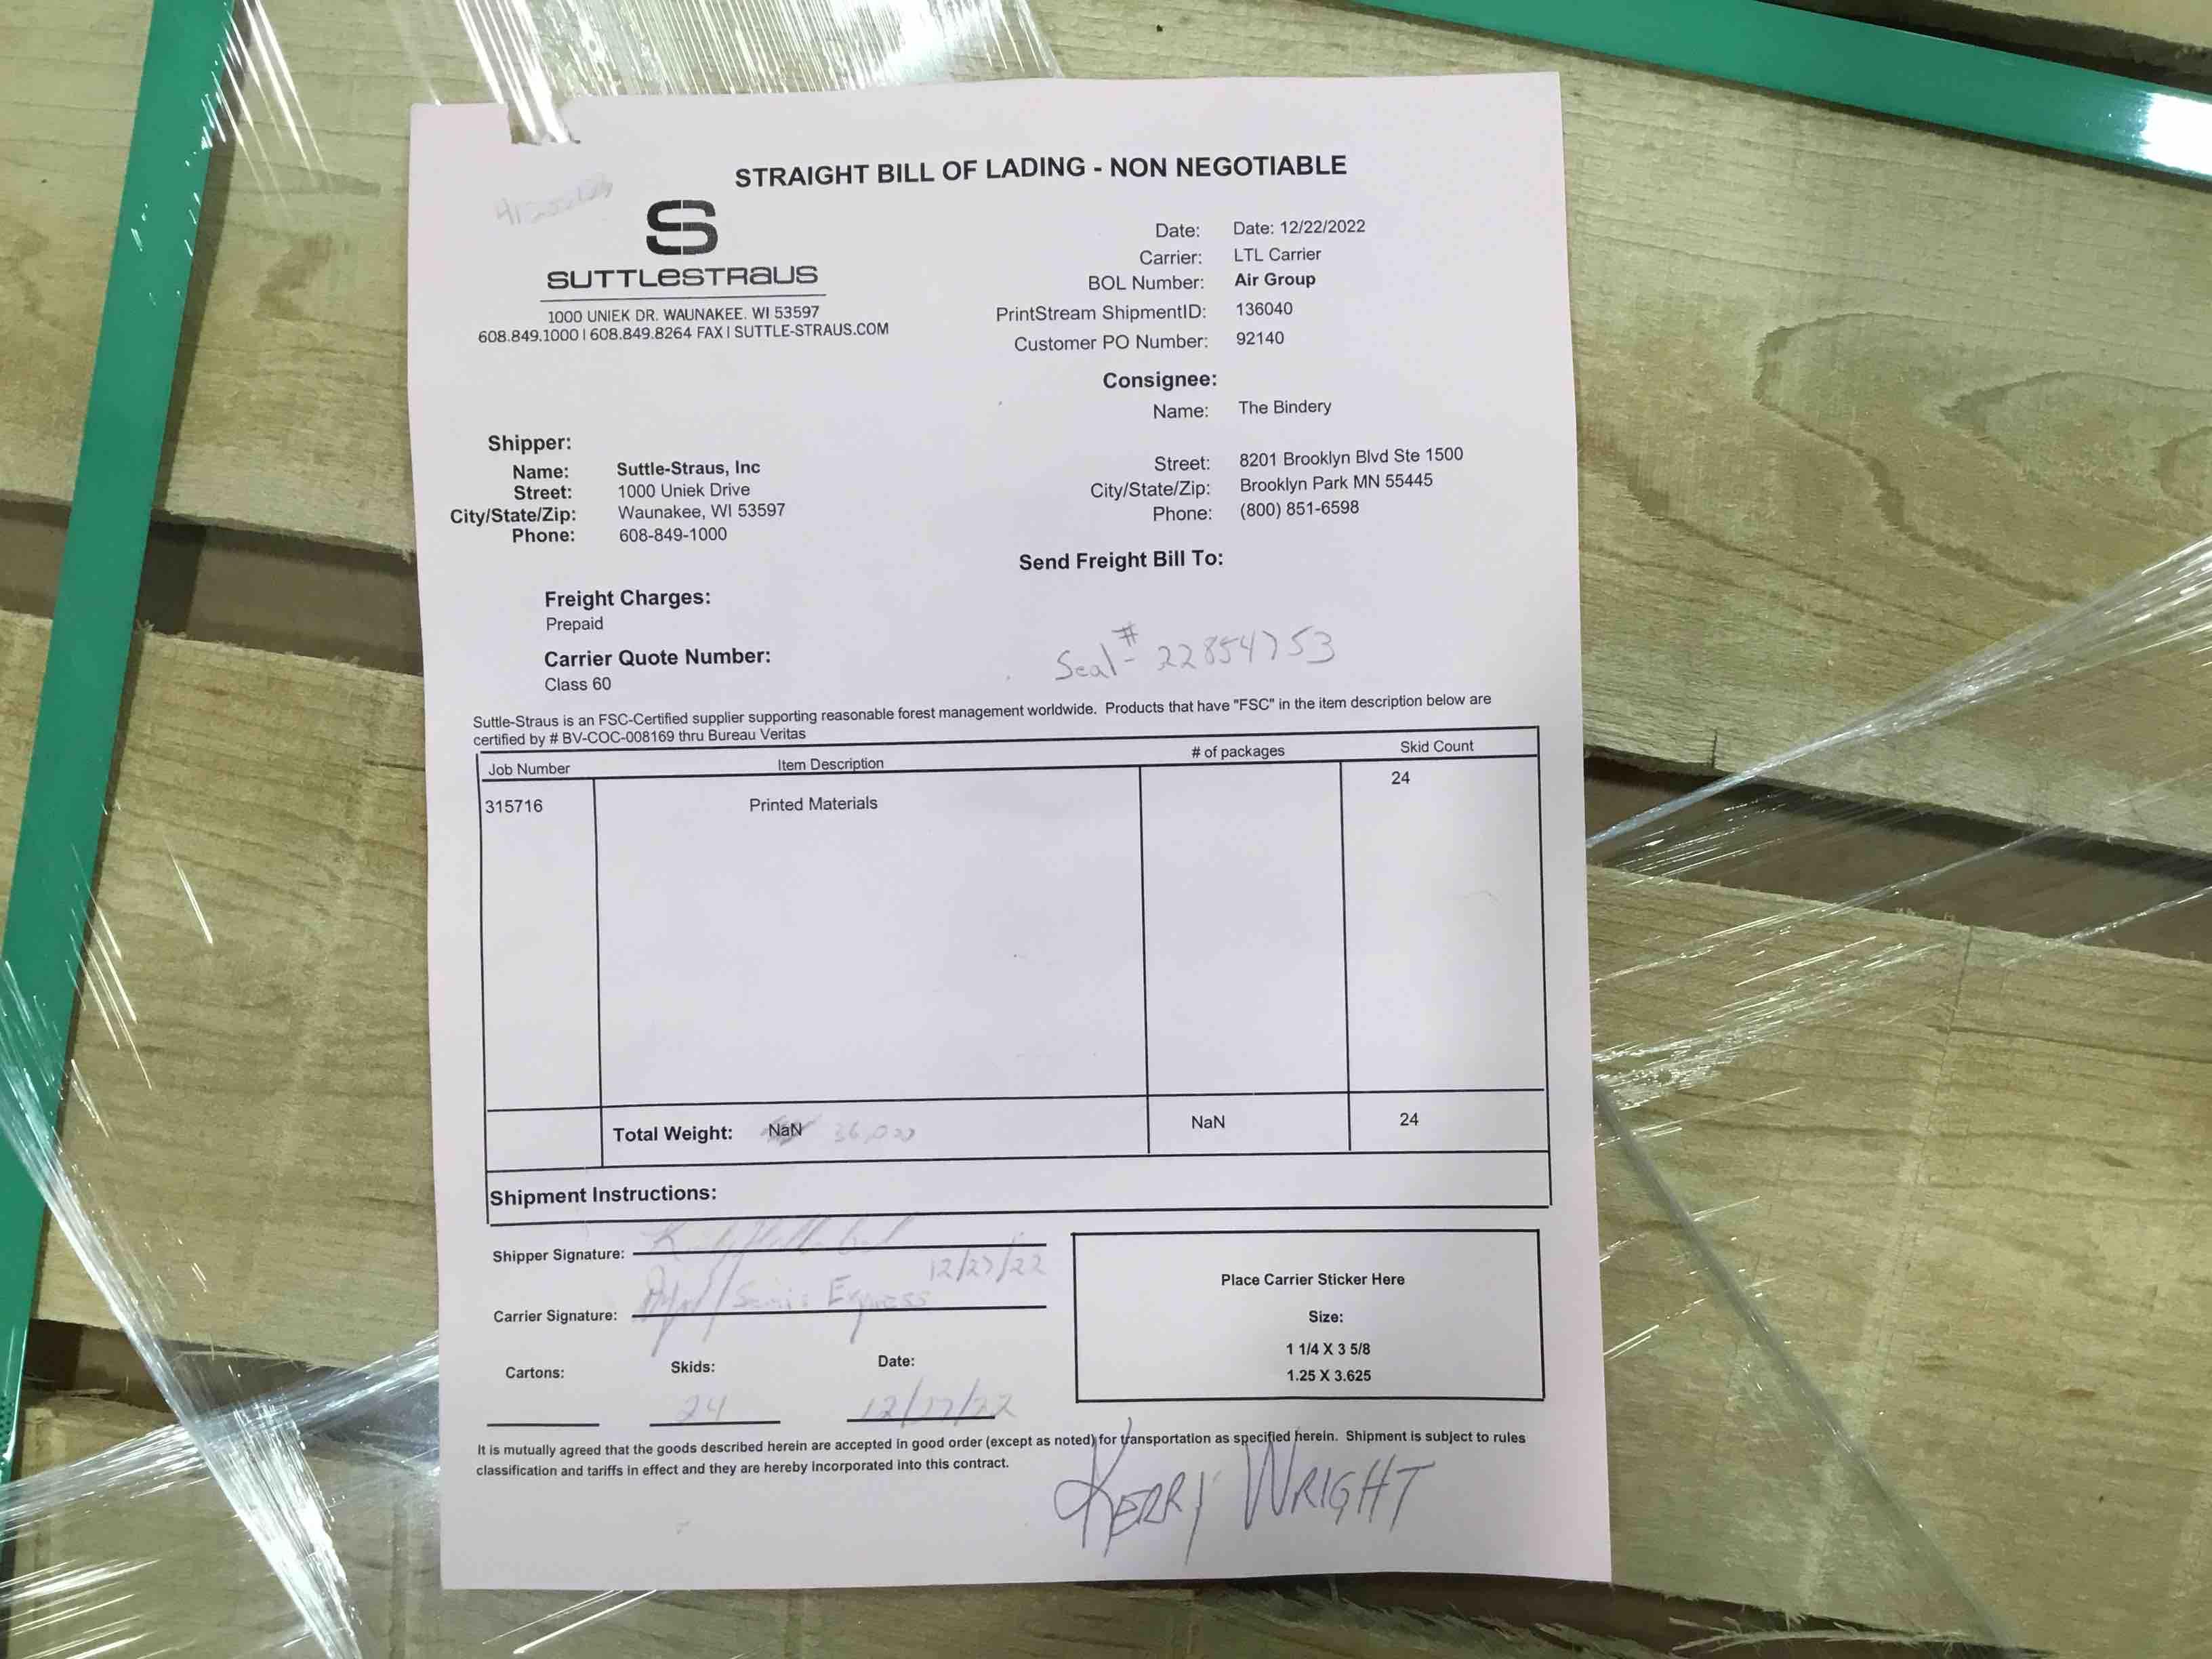 STRAIGHT BILL OF LADING - NON NEGOTIABLE
S
SUTTLESTRAUS
1000 UNIEK DR. WAUNAKEE. WI 53597
608.849.1000 | 608.849.8264 FAX | SUTTLE-STRAUS.COM
Date: Date: 12/22/2022
Carrier: LTL Carrier
BOL Number: Air Group
PrintStream ShipmentID: 136040
Customer PO Number: 92140
Consignee:
Name: The Bindery
Street: 8201 Brooklyn Blvd Ste 1500
City/State/Zip: Brooklyn Park MN 55445
Phone: (800) 851-6598
Shipper:
Name: Suttle-Straus, Inc
Street: 1000 Uniek Drive
City/State/Zip: Waunakee, WI 53597
Phone: 608-849-1000
Send Freight Bill To:
Freight Charges:
Prepaid
Seal # 22854753
Carrier Quote Number:
Class 60
Suttle-Straus is an FSC-Certified supplier supporting reasonable forest management worldwide. Products that have "FSC" in the item description below are
certified by # BV-COC-008169 thru Bureau Veritas
Job Number Item Description # of packages Skid Count
315716 Printed Materials 24
Total Weight: NaN 36,000 NaN 24
Shipment Instructions:
Shipper Signature:
12/27/22
Carrier Signature: Express
Cartons: Skids: Date:
24 12/27/22
Place Carrier Sticker Here
Size:
1 1/4 X 3 5/8
1.25 X 3.625
It is mutually agreed that the goods described herein are accepted in good order (except as noted) for transportation as specified herein. Shipment is subject to rules
classification and tariffs in effect and they are hereby incorporated into this contract.
KERRY WRIGHT